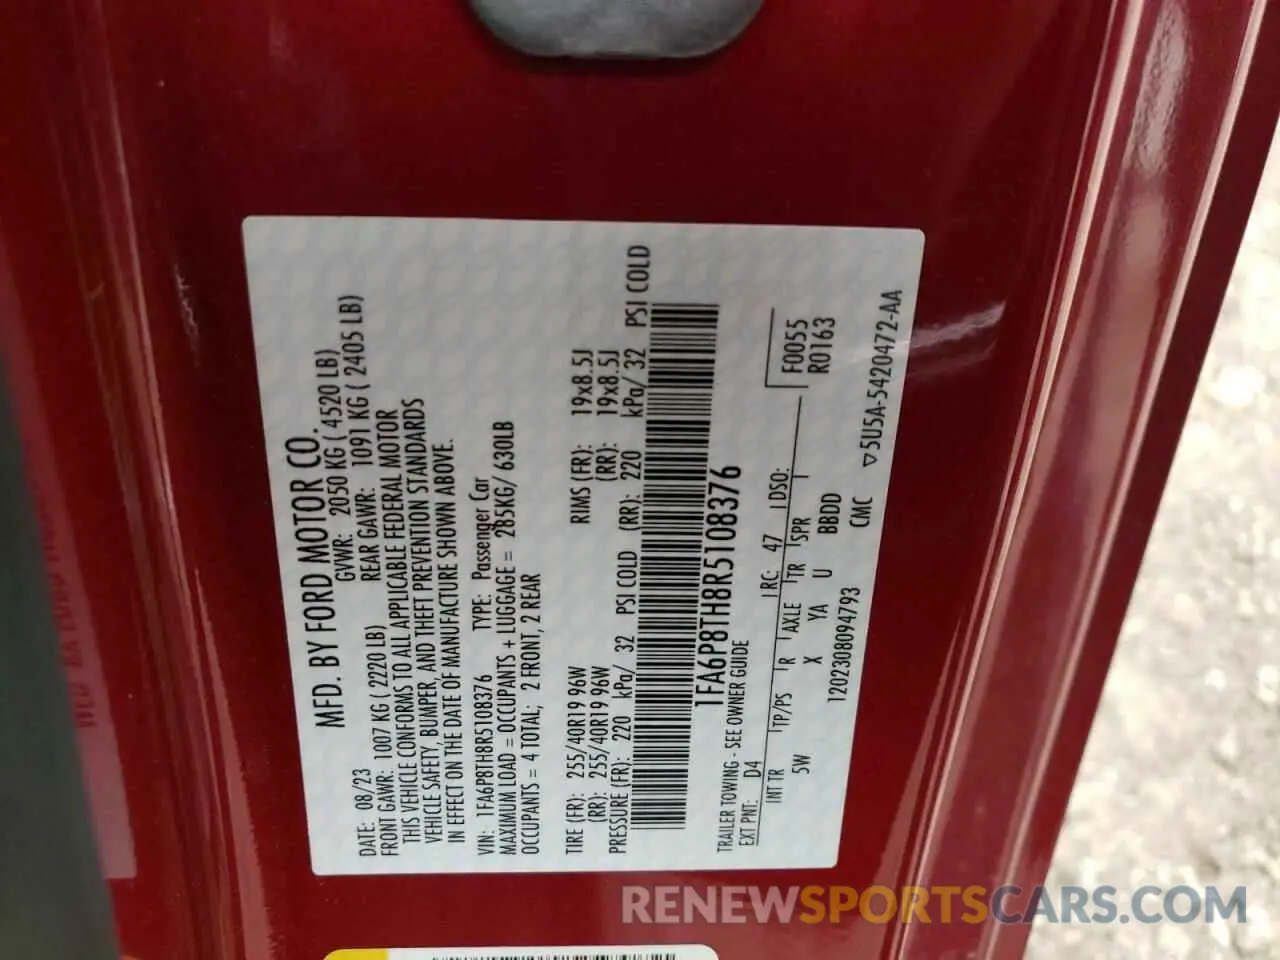 MFD. BY FORD MOTOR CO.
DATE: 08/23 GVWR: 2050 KG ( 4520 LB)
FRONT GAWR: 1007 KG ( 2220 LB) REAR GAWR: 1091 KG ( 2405 LB)
THIS VEHICLE CONFORMS TO ALL APPLICABLE FEDERAL MOTOR
VEHICLE SAFETY, BUMPER, AND THEFT PREVENTION STANDARDS
IN EFFECT ON THE DATE OF MANUFACTURE SHOWN ABOVE.
VIN: 1FA6P8TH8R5108376 TYPE: Passenger Car
MAXIMUM LOAD = OCCUPANTS + LUGGAGE = 285KG/ 630LB
OCCUPANTS = 4 TOTAL; 2 FRONT, 2 REAR
TIRE (FR): 255/40R19 96W RIMS (FR): 19x8.5J
(RR): 255/40R19 96W (RR): 19x8.5J
PRESSURE (FR): 220 kPa/ 32 PSI COLD (RR): 220 kPa/ 32 PSI COLD
1FA6P8TH8R5108376
TRAILER TOWING - SEE OWNER GUIDE
EXT PNT: D4 RC: 47 DSO: F0055
R0163
INT TR TP/PS R AXLE TR SPR
5W X YA U BBDD
1202308094793 CMC ▽5U5A-5420472-AA
RENEWSPORTSCARS.COM